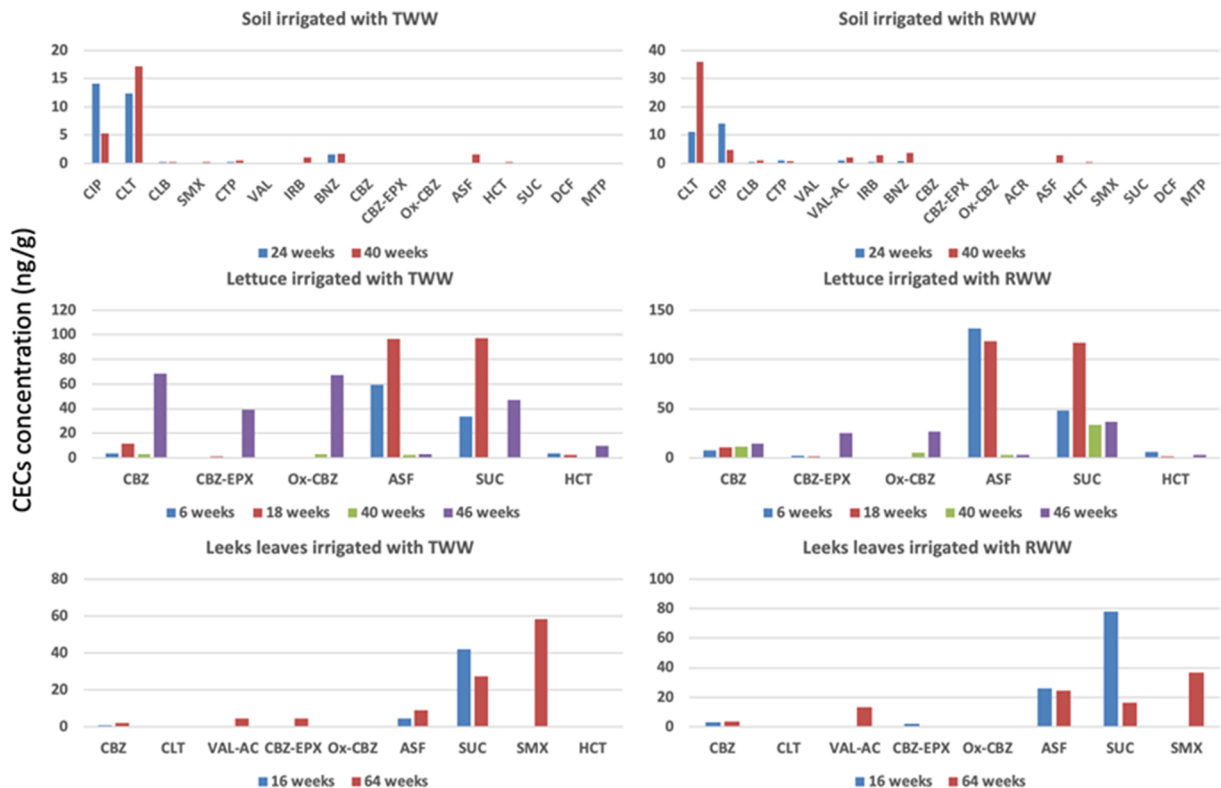 CECs concentration (ng/g)
Soil irrigated with TWW
20
15
10
5
0
CIP CLT CLB SMX CTP VAL IRB BNZ CBZ CBZ-EPX Ox-CBZ ASF HCT SUC DCF MTP
24 weeks 40 weeks
Soil irrigated with RWW
40
30
20
10
0
CLT CIP CLB CTP VAL VAL-AC IRB BNZ CBZ CBZ-EPX Ox-CBZ ACR ASF HCT SMX SUC DCF MTP
24 weeks 40 weeks
Lettuce irrigated with TWW
120
100
80
60
40
20
0
CBZ CBZ-EPX Ox-CBZ ASF SUC HCT
6 weeks 18 weeks 40 weeks 46 weeks
Lettuce irrigated with RWW
150
100
50
0
CBZ CBZ-EPX Ox-CBZ ASF SUC HCT
6 weeks 18 weeks 40 weeks 46 weeks
Leeks leaves irrigated with TWW
80
60
40
20
0
CBZ CLT VAL-AC CBZ-EPX Ox-CBZ ASF SUC SMX HCT
16 weeks 64 weeks
Leeks leaves irrigated with RWW
100
80
60
40
20
0
CBZ CLT VAL-AC CBZ-EPX Ox-CBZ ASF SUC SMX
16 weeks 64 weeks